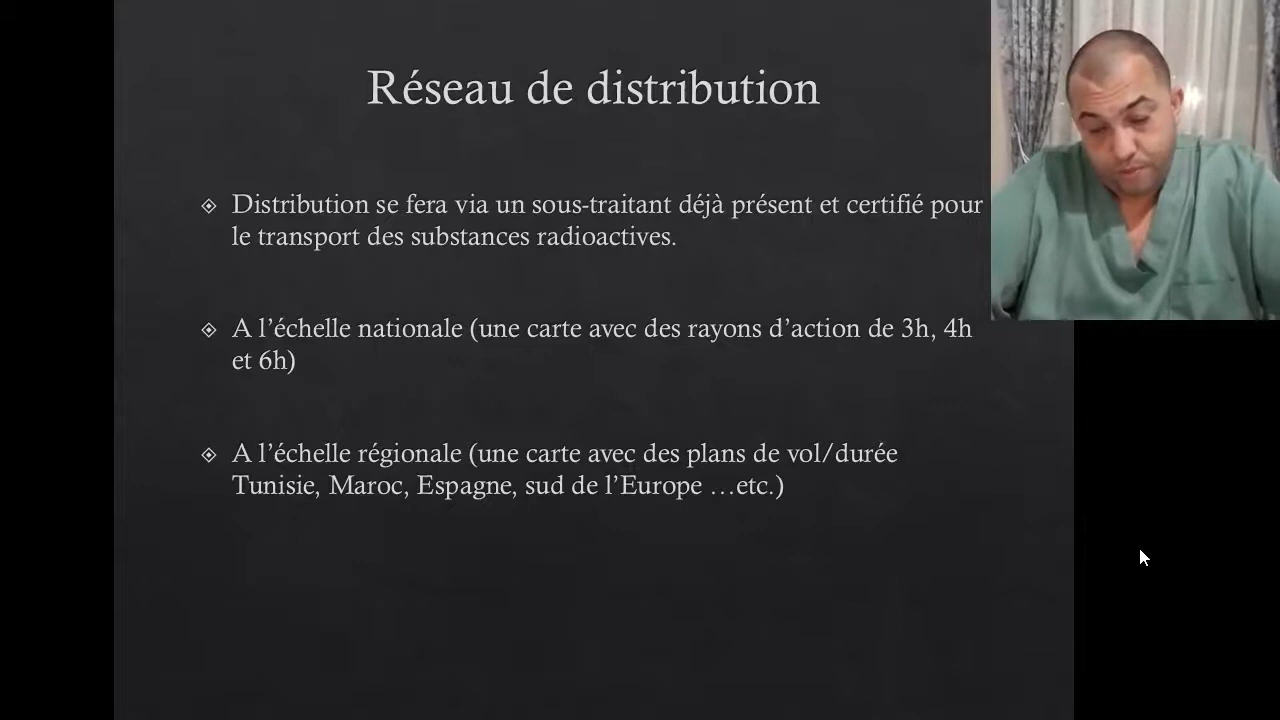 Réseau de distribution
Distribution se fera via un sous-traitant déjà présent et certifié pour
le transport des substances radioactives.
A l’échelle nationale (une carte avec des rayons d’action de 3h, 4h
et 6h)
A l’échelle régionale (une carte avec des plans de vol/durée
Tunisie, Maroc, Espagne, sud de l’Europe …etc.)